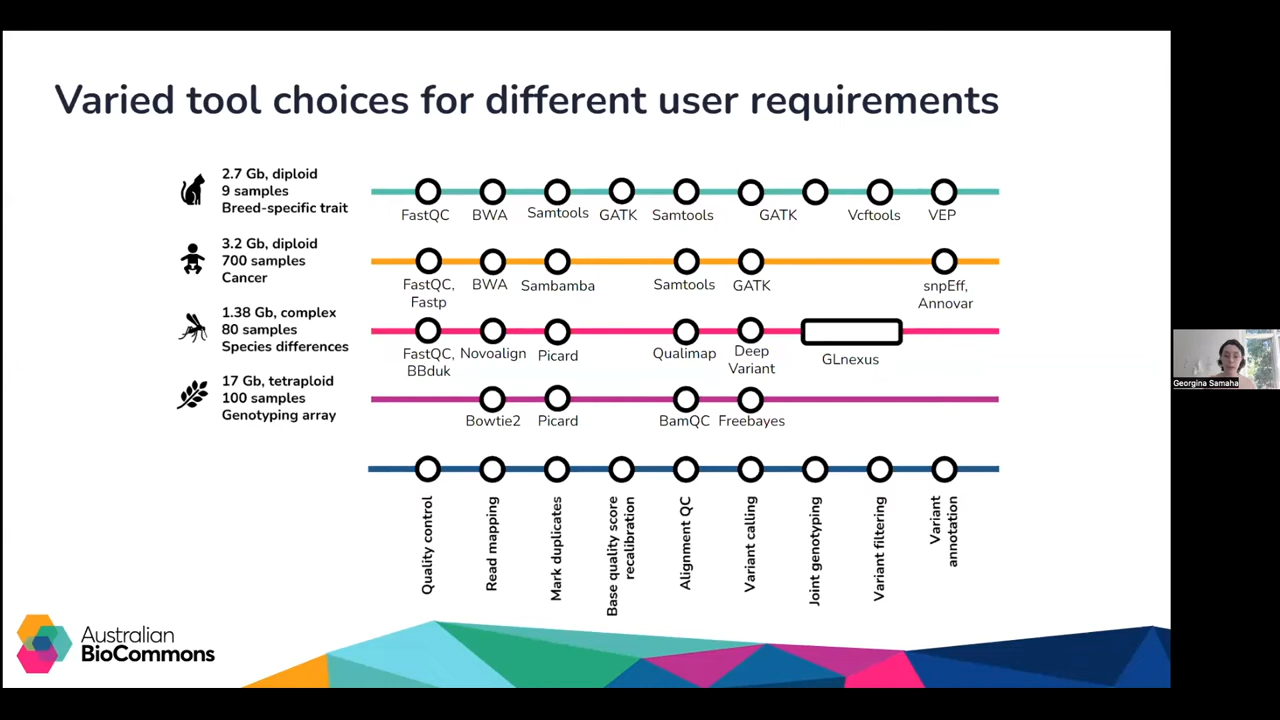 Varied tool choices for different user requirements
2.7 Gb, diploid
9 samples
Breed-specific trait
FastQC BWA Samtools GATK Samtools GATK Vcftools VEP
3.2 Gb, diploid
700 samples
Cancer
FastQC, BWA Sambamba Samtools GATK snpEff,
Fastp Annovar
1.38 Gb, complex
80 samples
Species differences
FastQC, Novoalign Picard Qualimap Deep GLnexus
BBduk Variant
17 Gb, tetraploid
100 samples
Genotyping array
Bowtie2 Picard BamQC Freebayes
Quality control
Read mapping
Mark duplicates
Base quality score
recalibration
Alignment QC
Variant calling
Joint genotyping
Variant filtering
Variant
annotation
Australian
BioCommons
Georgina Samaha